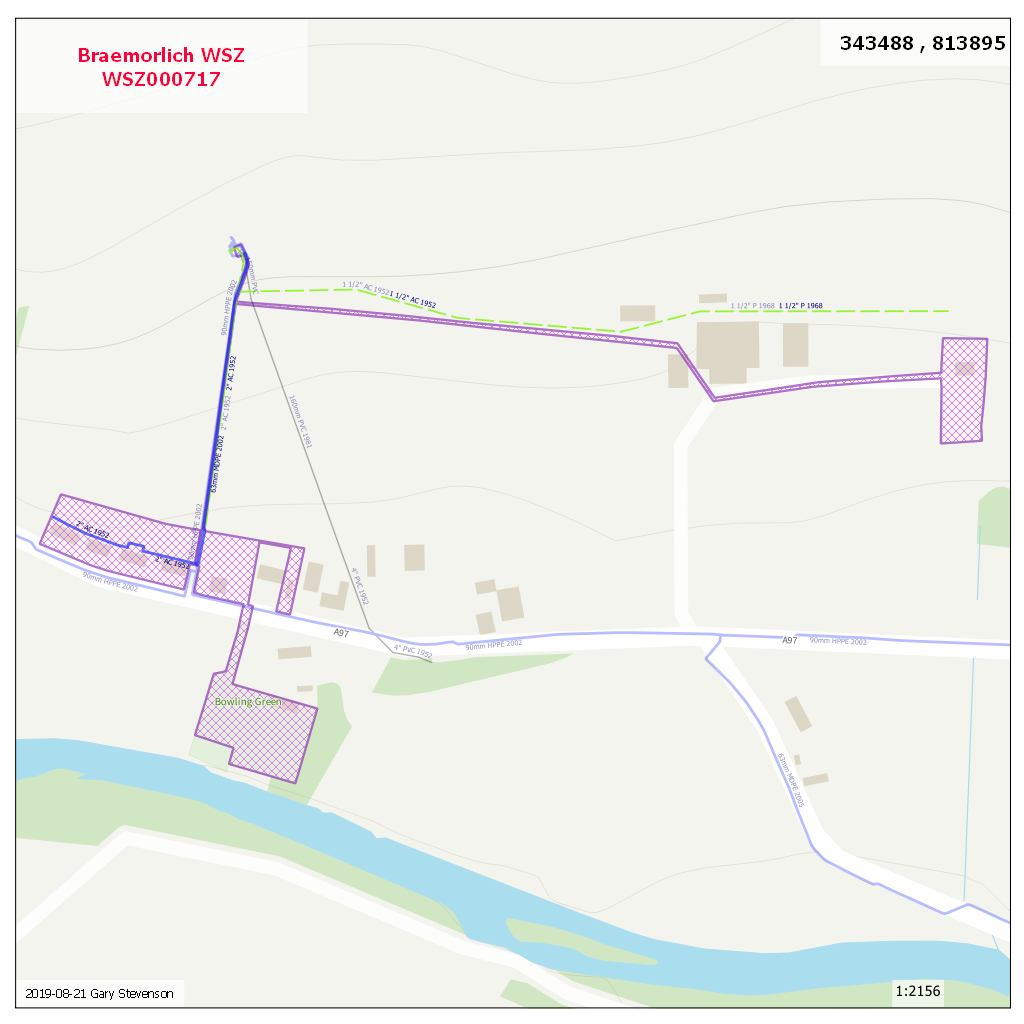 Braemorlich WSZ
WSZ000717
343488 , 813895
90mm HPPE 2002
1 1/2" AC 1952
1 1/2" AC 1952
1 1/2" P 1968
1 1/2" P 1968
2" AC 1952
2" AC 1952
160mm PVC 1981
63mm MDPE 2002
2" AC 1952
2" AC 1952
90mm HPPE 2002
4" PVC 1952
A97
4" PVC 1952
90mm HPPE 2002
A97
90mm HPPE 2002
Bowling Green
63mm MDPE 2005
2019-08-21 Gary Stevenson
1:2156